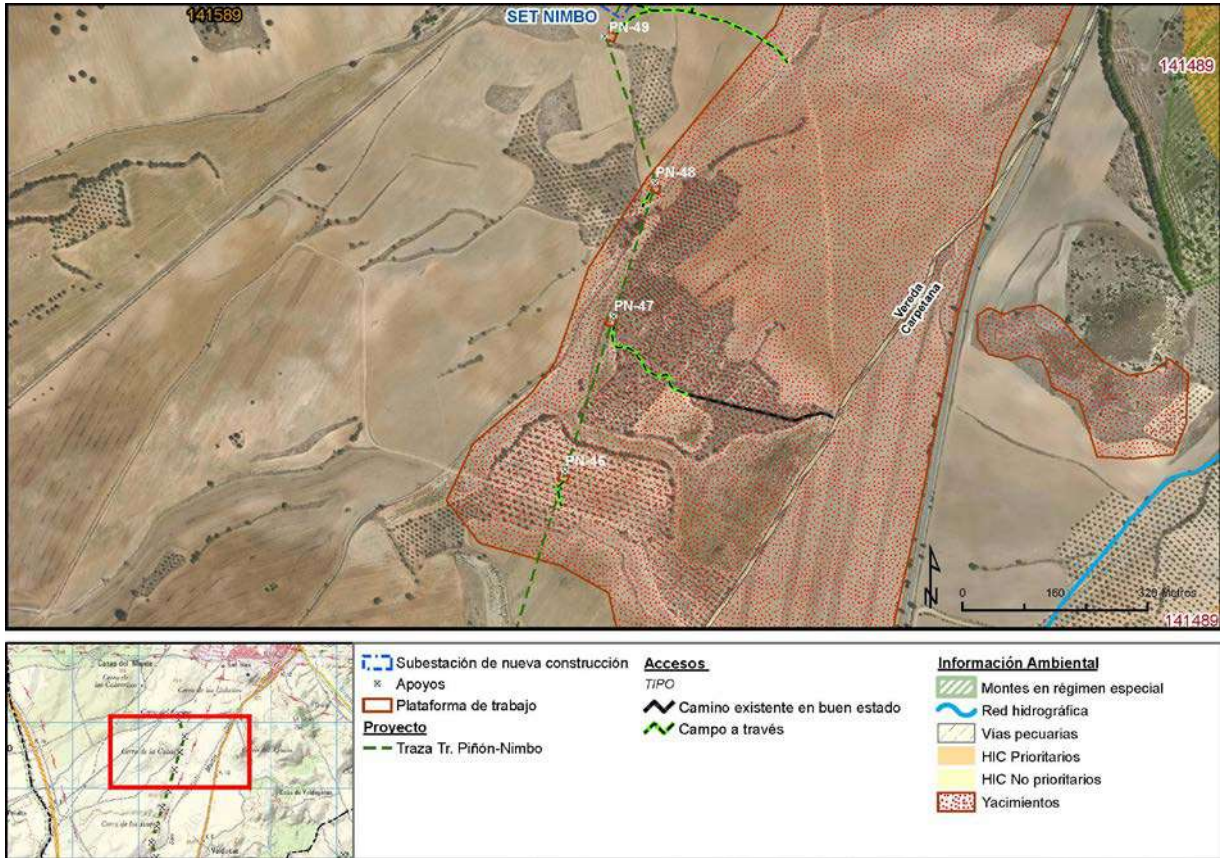 141589
SET NIMBO
PN-49
141489
PN-48
PN-47
Vereda
Carpetana
PN-46
0 160 320 Metros
141489
Subestación de nueva construcción
Apoyos
Plataforma de trabajo
Proyecto
Traza Tr. Piñón-Nimbo
Accesos
TIPO
Camino existente en buen estado
Campo a través
Información Ambiental
Montes en régimen especial
Red hidrográfica
Vías pecuarias
HIC Prioritarios
HIC No prioritarios
Yacimientos